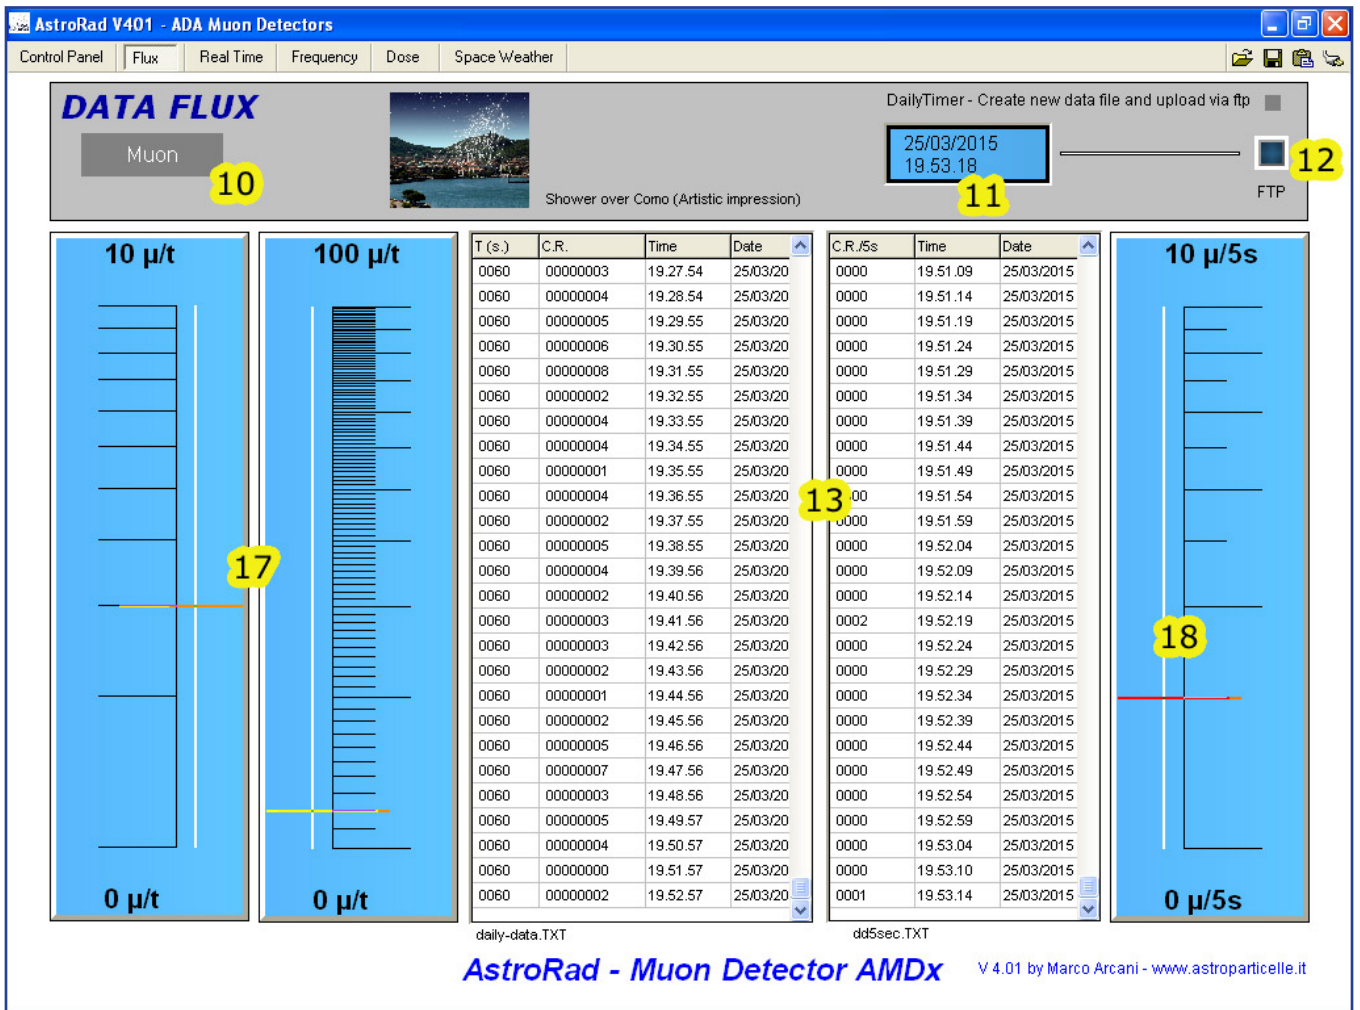 AstroRad V401 - ADA Muon Detectors
Control Panel Flux Real Time Frequency Dose Space Weather
DATA FLUX
Muon
10
Shower over Como (Artistic impression)
DailyTimer - Create new data file and upload via ftp
25/03/2015
19.53.18
11
12
FTP
10 µ/t
0 µ/t
17
100 µ/t
0 µ/t
T (s.) C.R. Time Date
0060 00000003 19.27.54 25/03/20
0060 00000004 19.28.54 25/03/20
0060 00000005 19.29.55 25/03/20
0060 00000006 19.30.55 25/03/20
0060 00000008 19.31.55 25/03/20
0060 00000002 19.32.55 25/03/20
0060 00000004 19.33.55 25/03/20
0060 00000004 19.34.55 25/03/20
0060 00000001 19.35.55 25/03/20
0060 00000004 19.36.55 25/03/20
0060 00000002 19.37.55 25/03/20
0060 00000005 19.38.55 25/03/20
0060 00000004 19.39.56 25/03/20
0060 00000002 19.40.56 25/03/20
0060 00000003 19.41.56 25/03/20
0060 00000003 19.42.56 25/03/20
0060 00000002 19.43.56 25/03/20
0060 00000001 19.44.56 25/03/20
0060 00000002 19.45.56 25/03/20
0060 00000005 19.46.56 25/03/20
0060 00000007 19.47.56 25/03/20
0060 00000003 19.48.56 25/03/20
0060 00000005 19.49.57 25/03/20
0060 00000004 19.50.57 25/03/20
0060 00000000 19.51.57 25/03/20
0060 00000002 19.52.57 25/03/20
daily-data.TXT
13
C.R./5s Time Date
0000 19.51.09 25/03/2015
0000 19.51.14 25/03/2015
0000 19.51.19 25/03/2015
0000 19.51.24 25/03/2015
0000 19.51.29 25/03/2015
0000 19.51.34 25/03/2015
0000 19.51.39 25/03/2015
0000 19.51.44 25/03/2015
0000 19.51.49 25/03/2015
00 19.51.54 25/03/2015
0000 19.51.59 25/03/2015
0000 19.52.04 25/03/2015
0000 19.52.09 25/03/2015
0000 19.52.14 25/03/2015
0002 19.52.19 25/03/2015
0000 19.52.24 25/03/2015
0000 19.52.29 25/03/2015
0000 19.52.34 25/03/2015
0000 19.52.39 25/03/2015
0000 19.52.44 25/03/2015
0000 19.52.49 25/03/2015
0000 19.52.54 25/03/2015
0000 19.52.59 25/03/2015
0000 19.53.04 25/03/2015
0000 19.53.10 25/03/2015
0001 19.53.14 25/03/2015
dd5sec.TXT
10 µ/5s
18
0 µ/5s
AstroRad - Muon Detector AMDx
V 4.01 by Marco Arcani - www.astroparticelle.it